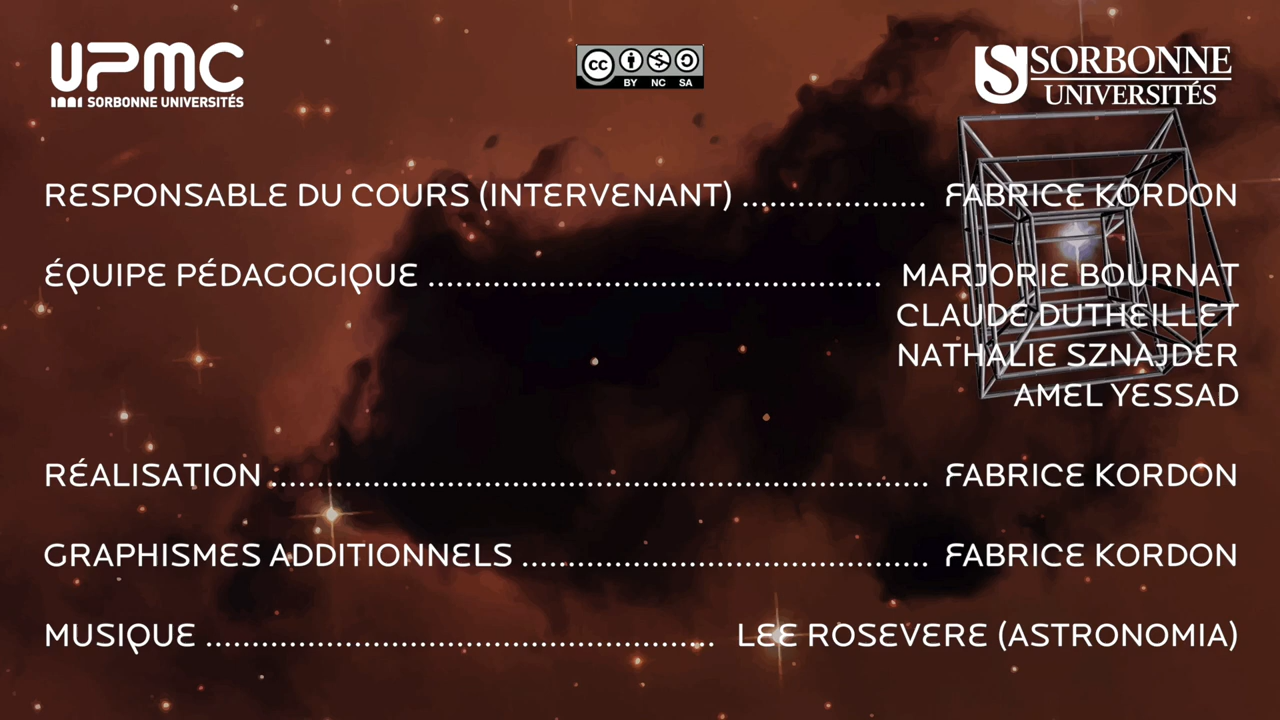 UPMC
SORBONNE UNIVERSITÉS
cc
BY NC SA
SORBONNE
UNIVERSITÉS
RESPONSABLE DU COURS (INTERVENANT) .................... FABRICE KORDON
ÉQUIPE PÉDAGOGIQUE ................................................. MARJORIE BOURNAT
CLAUDE DUTHEILLET
NATHALIE SZNAJDER
AMEL YESSAD
RÉALISATION ....................................................................... FABRICE KORDON
GRAPHISMES ADDITIONNELS ............................................ FABRICE KORDON
MUSIQUE ....................................................... LEE ROSEVERE (ASTRONOMIA)